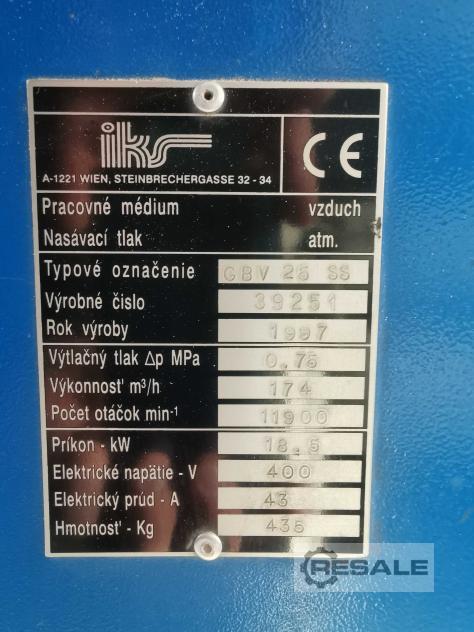 iks
CE
A-1221 WIEN, STEINBRECHERGASSE 32 - 34
Pracovné médium vzduch
Nasávací tlak atm.
Typové označenie GBV 25 SS
Výrobné čislo 39251
Rok výroby 1997
Výtlačný tlak Δp MPa 0.75
Výkonnosť m³/h 174
Počet otáčok min-¹ 11900
Príkon - kW 18.5
Elektrické napätie - V 400
Elektrický prúd - A 43
Hmotnosť - Kg 435
RESALE